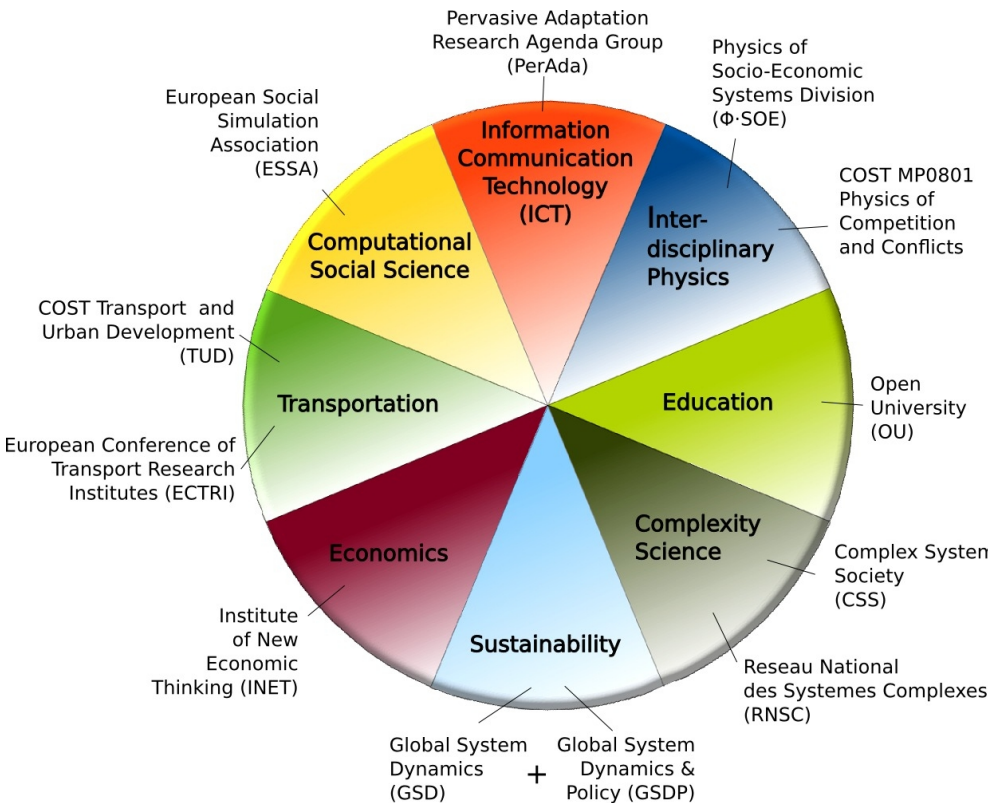 Pervasive Adaptation
Research Agenda Group
(PerAda)
Physics of
Socio-Economic
Systems Division
(Φ·SOE)
European Social
Simulation
Association
(ESSA)
Information
Communication
Technology
(ICT)
COST MP0801
Physics of
Competition
and Conflicts
Inter-
disciplinary
Physics
Computational
Social Science
COST Transport and
Urban Development
(TUD)
Transportation
Education
Open
University
(OU)
European Conference of
Transport Research
Institutes (ECTRI)
Economics
Complexity
Science
Complex System
Society
(CSS)
Institute
of New
Economic
Thinking (INET)
Sustainability
Reseau National
des Systemes Complexes
(RNSC)
Global System
Dynamics
(GSD)
+
Global System
Dynamics &
Policy (GSDP)